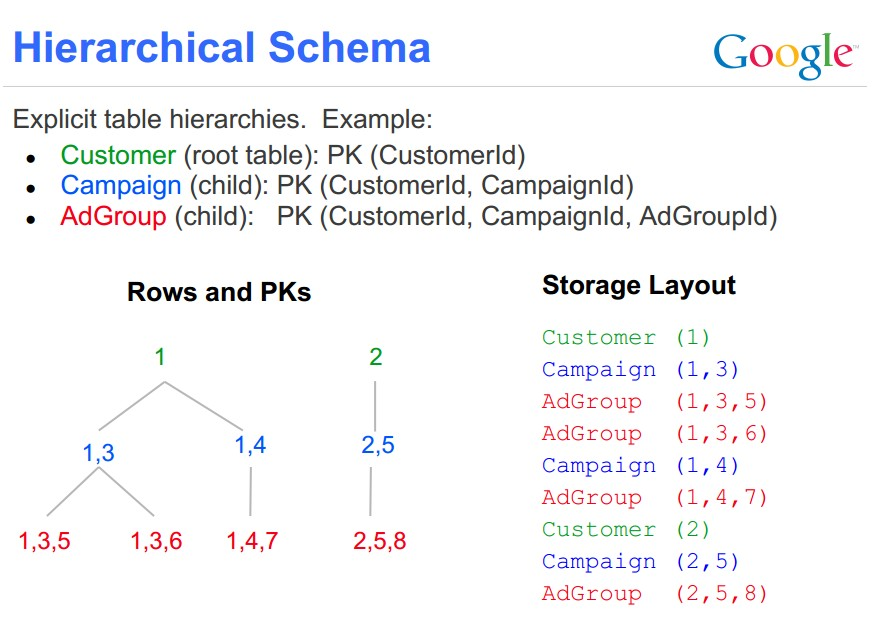 Hierarchical Schema
Google™
Explicit table hierarchies. Example:
● Customer (root table): PK (CustomerId)
● Campaign (child): PK (CustomerId, CampaignId)
● AdGroup (child): PK (CustomerId, CampaignId, AdGroupId)
Rows and PKs
1 2
1,3 1,4 2,5
1,3,5 1,3,6 1,4,7 2,5,8
Storage Layout
Customer (1)
Campaign (1,3)
AdGroup (1,3,5)
AdGroup (1,3,6)
Campaign (1,4)
AdGroup (1,4,7)
Customer (2)
Campaign (2,5)
AdGroup (2,5,8)